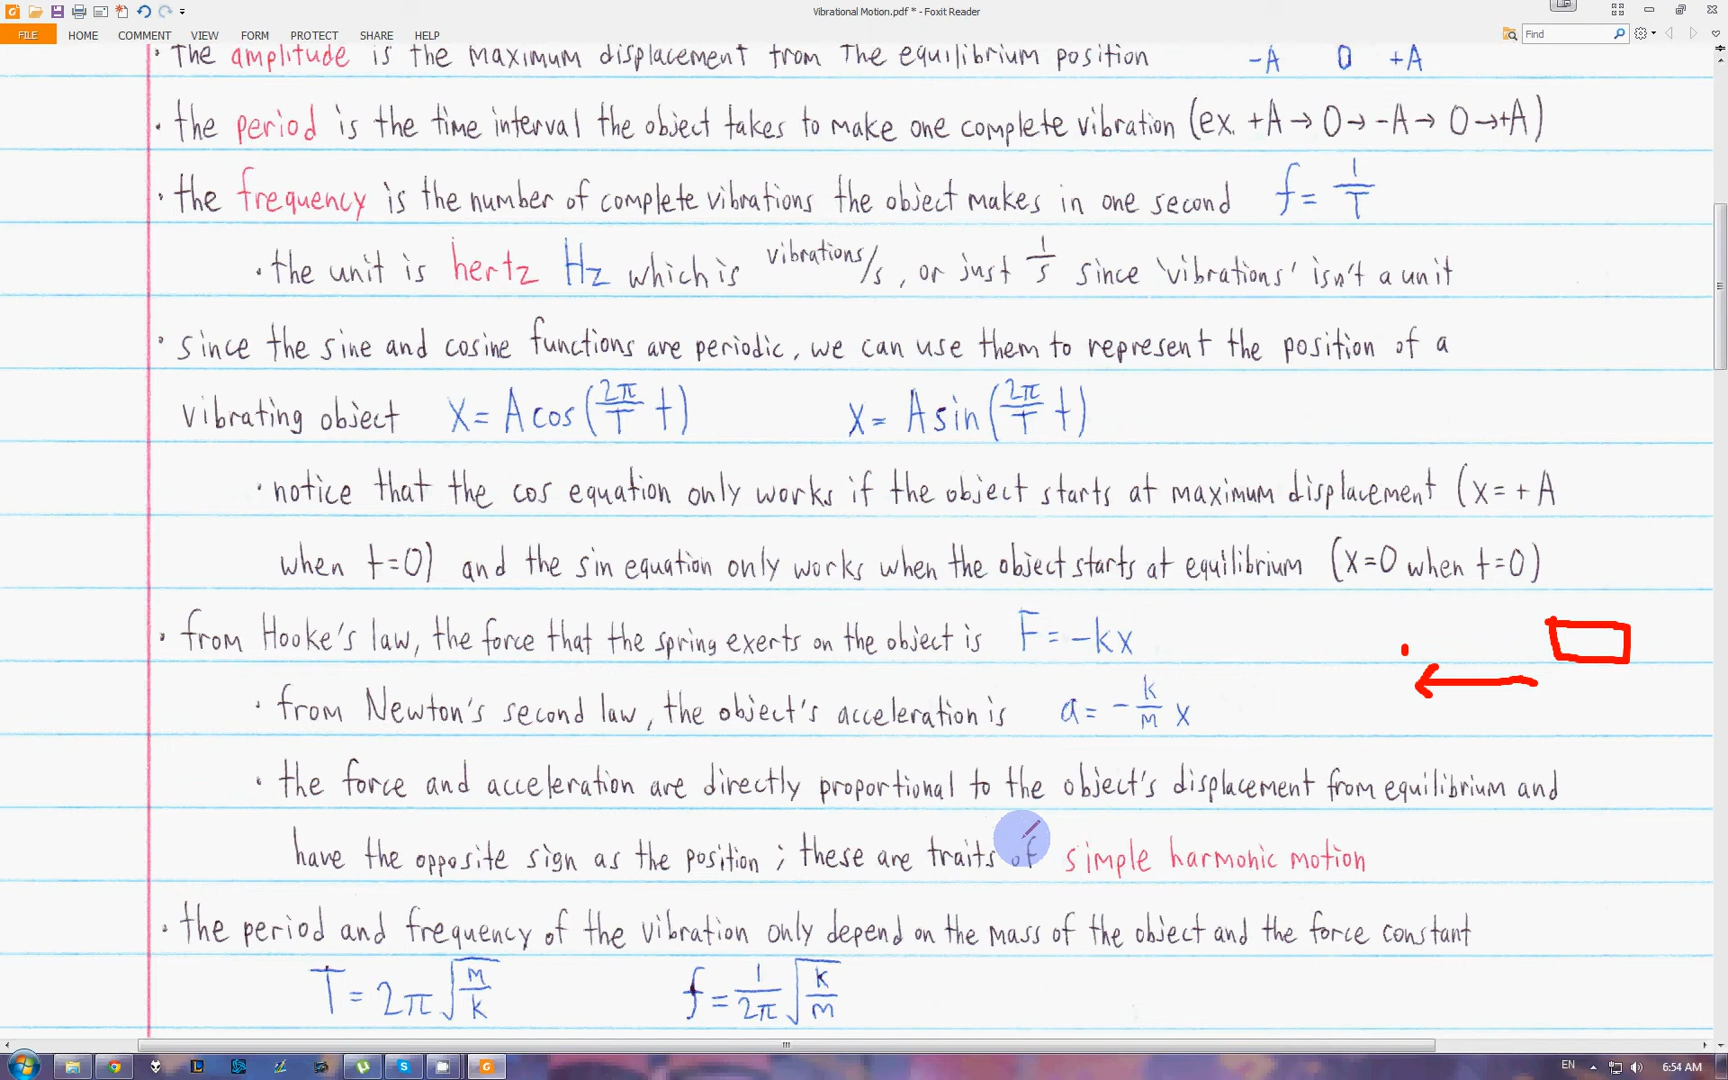 Vibrational Motion.pdf * - Foxit Reader
FILE HOME COMMENT VIEW FORM PROTECT SHARE HELP Find
· The amplitude is the maximum displacement from the equilibrium position -A 0 +A
· the period is the time interval the object takes to make one complete vibration (ex. +A → 0 → -A → 0 → +A)
· the frequency is the number of complete vibrations the object makes in one second f = 1/T
· the unit is hertz Hz which is vibrations/s, or just 1/s since 'vibrations' isn't a unit
· since the sine and cosine functions are periodic, we can use them to represent the position of a
vibrating object x = A cos(2π/T t) x = A sin(2π/T t)
· notice that the cos equation only works if the object starts at maximum displacement (x = +A
when t=0) and the sin equation only works when the object starts at equilibrium (x=0 when t=0)
· from Hooke's law, the force that the spring exerts on the object is F = -kx
· from Newton's second law, the object's acceleration is a = - k/m x
· the force and acceleration are directly proportional to the object's displacement from equilibrium and
have the opposite sign as the position ; these are traits of simple harmonic motion
· the period and frequency of the vibration only depend on the mass of the object and the force constant
T = 2π √(m/k) f = 1/2π √(k/m)
EN 6:54 AM